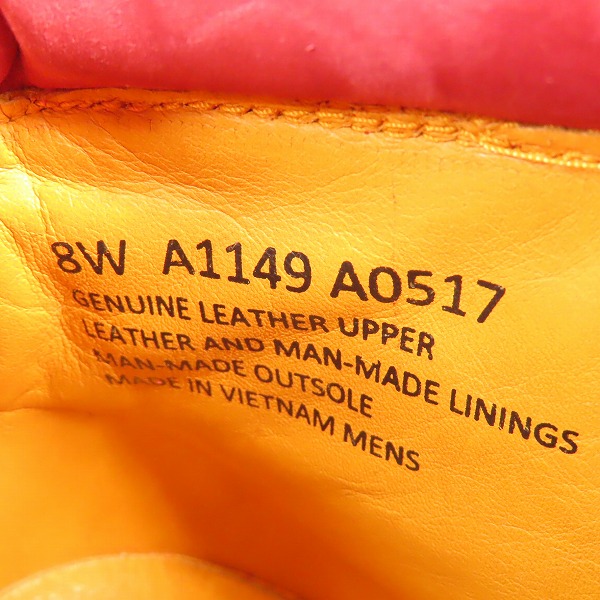 8W A1149 A0517
GENUINE LEATHER UPPER
LEATHER AND MAN-MADE LININGS
MAN-MADE OUTSOLE
MADE IN VIETNAM MENS